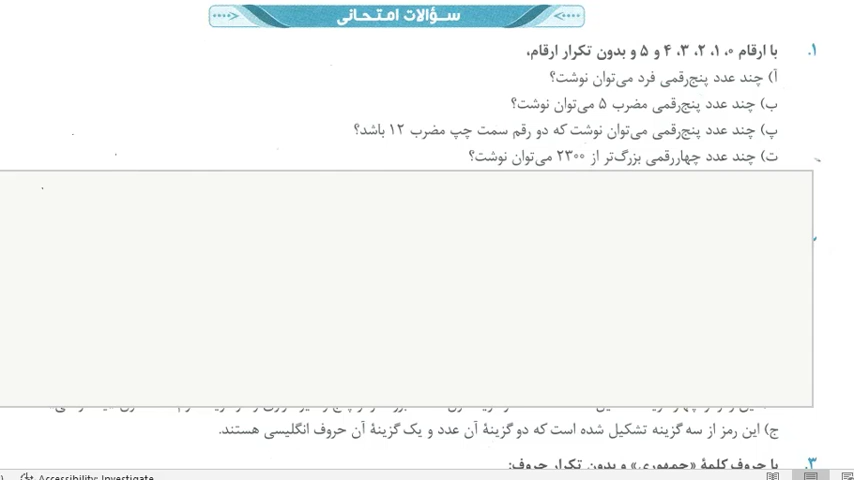 سـؤالات امـتـحـانی
۱. با ارقام ۰، ۱، ۲، ۳، ۴ و ۵ و بدون تکرار ارقام،
آ) چند عدد پنج‌رقمی فرد می‌توان نوشت؟
ب) چند عدد پنج‌رقمی مضرب ۵ می‌توان نوشت؟
پ) چند عدد پنج‌رقمی می‌توان نوشت که دو رقم سمت چپ مضرب ۱۲ باشد؟
ت) چند عدد چهاررقمی بزرگ‌تر از ۲۳۰۰ می‌توان نوشت؟
ج) این رمز از سه گزینه تشکیل شده است که دو گزینهٔ آن عدد و یک گزینهٔ آن حروف انگلیسی هستند.
۳. با حروف کلمهٔ «جمهوری» و بدون تکرار حروف:
Accessibility: Investigate